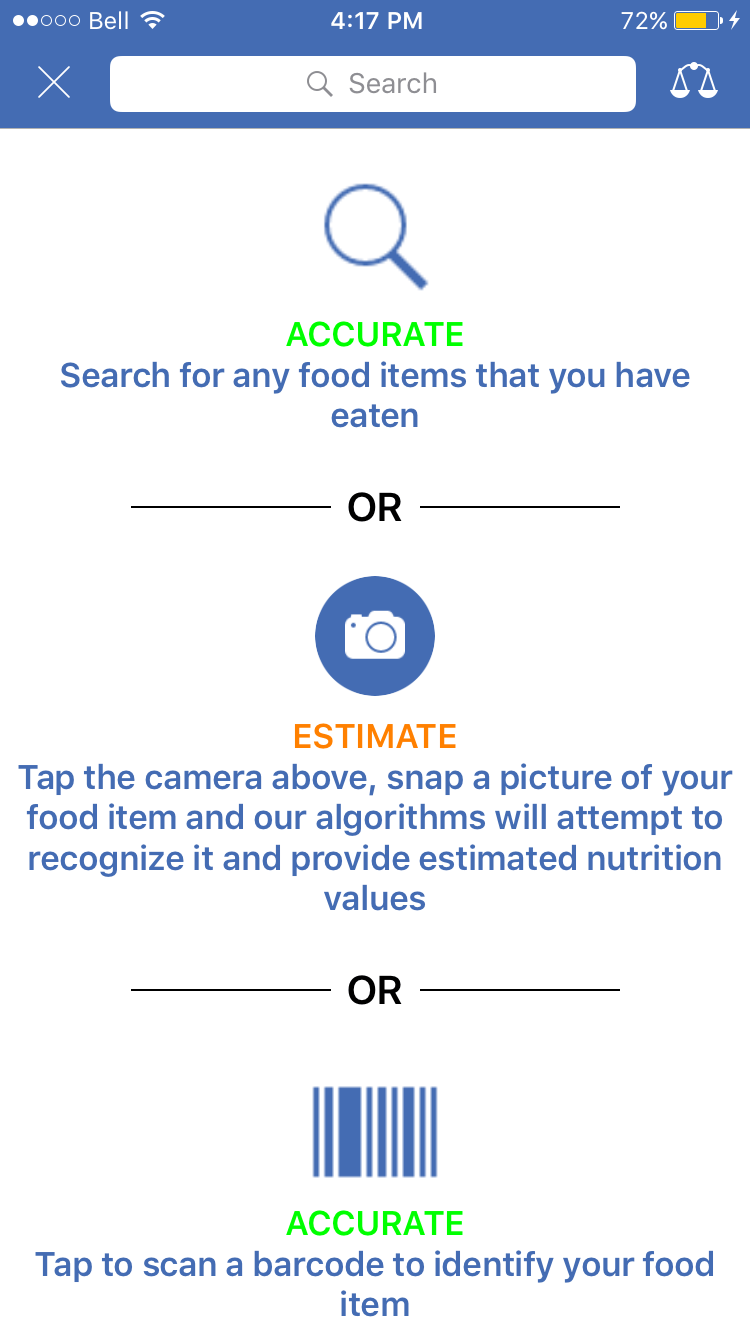 Bell 4:17 PM 72%
Search
ACCURATE
Search for any food items that you have
eaten
OR
ESTIMATE
Tap the camera above, snap a picture of your
food item and our algorithms will attempt to
recognize it and provide estimated nutrition
values
OR
ACCURATE
Tap to scan a barcode to identify your food
item